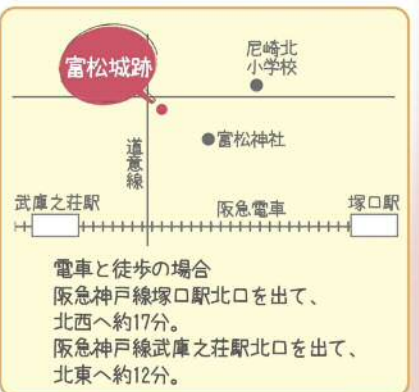 尼崎北
小学校
富松城跡
富松神社
道意線
武庫之荘駅
阪急電車
塚口駅
電車と徒歩の場合
阪急神戸線塚口駅北口を出て、
北西へ約17分。
阪急神戸線武庫之荘駅北口を出て、
北東へ約12分。